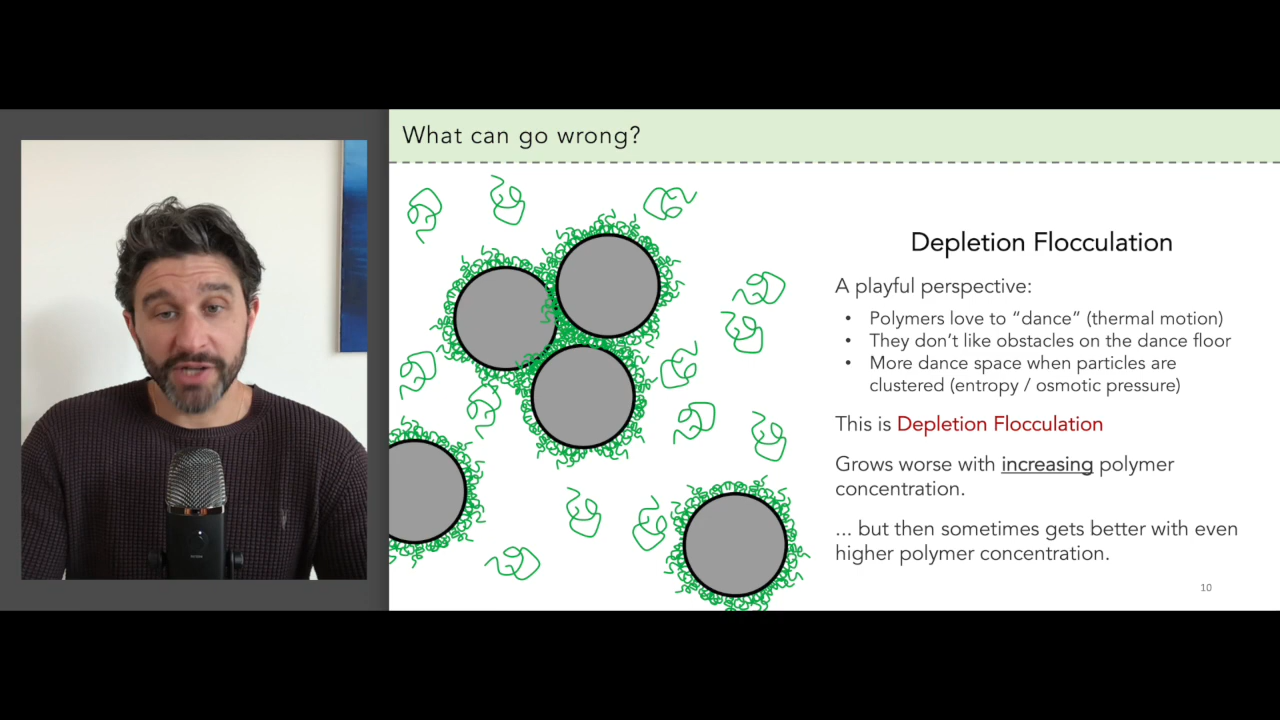 What can go wrong?
Depletion Flocculation
A playful perspective:
• Polymers love to “dance” (thermal motion)
• They don’t like obstacles on the dance floor
• More dance space when particles are
clustered (entropy / osmotic pressure)
This is Depletion Flocculation
Grows worse with increasing polymer
concentration.
... but then sometimes gets better with even
higher polymer concentration.
10